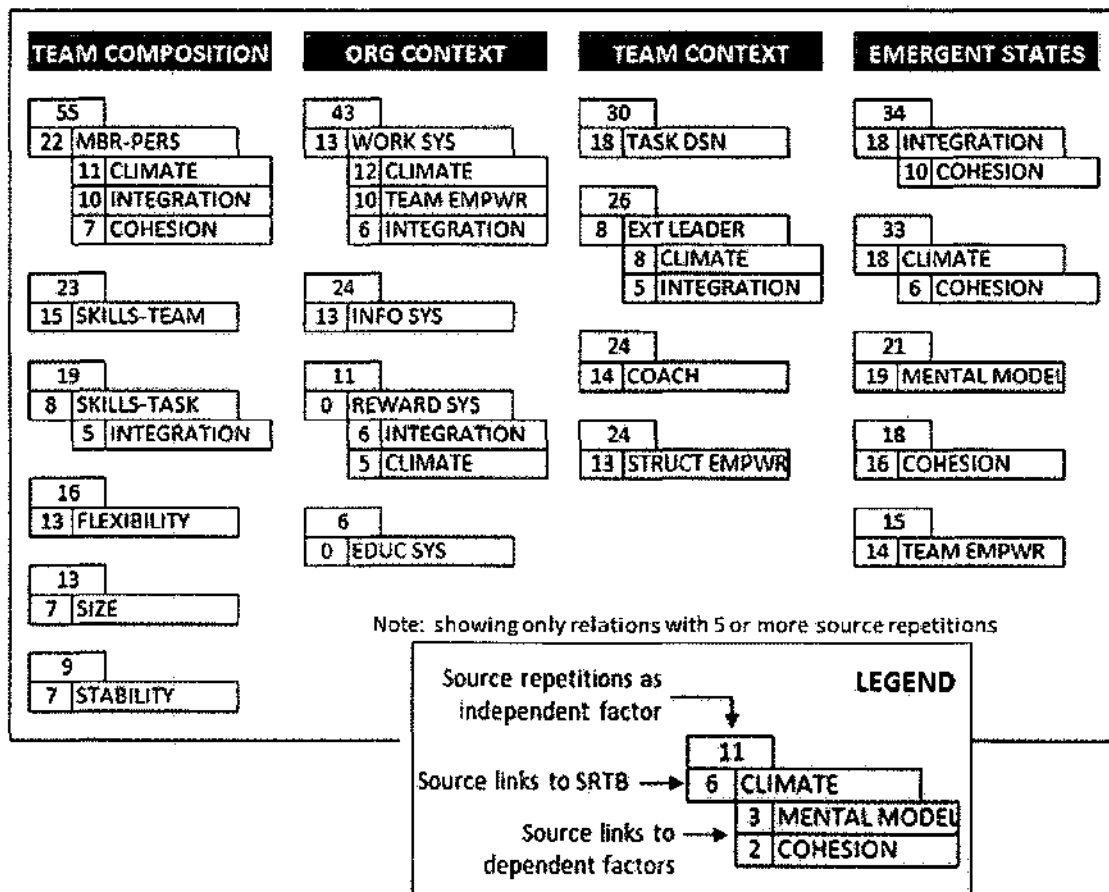 TEAM COMPOSITION
55
22 MBR-PERS
11 CLIMATE
10 INTEGRATION
7 COHESION
23
15 SKILLS-TEAM
19
8 SKILLS-TASK
5 INTEGRATION
16
13 FLEXIBILITY
13
7 SIZE
9
7 STABILITY
ORG CONTEXT
43
13 WORK SYS
12 CLIMATE
10 TEAM EMPWR
6 INTEGRATION
24
13 INFO SYS
11
0 REWARD SYS
6 INTEGRATION
5 CLIMATE
6
0 EDUC SYS
TEAM CONTEXT
30
18 TASK DSN
26
8 EXT LEADER
8 CLIMATE
5 INTEGRATION
24
14 COACH
24
13 STRUCT EMPWR
EMERGENT STATES
34
18 INTEGRATION
10 COHESION
33
18 CLIMATE
6 COHESION
21
19 MENTAL MODEL
18
16 COHESION
15
14 TEAM EMPWR
Note: showing only relations with 5 or more source repetitions
LEGEND
Source repetitions as
independent factor
11
Source links to SRTB
6 CLIMATE
3 MENTAL MODEL
Source links to
dependent factors
2 COHESION